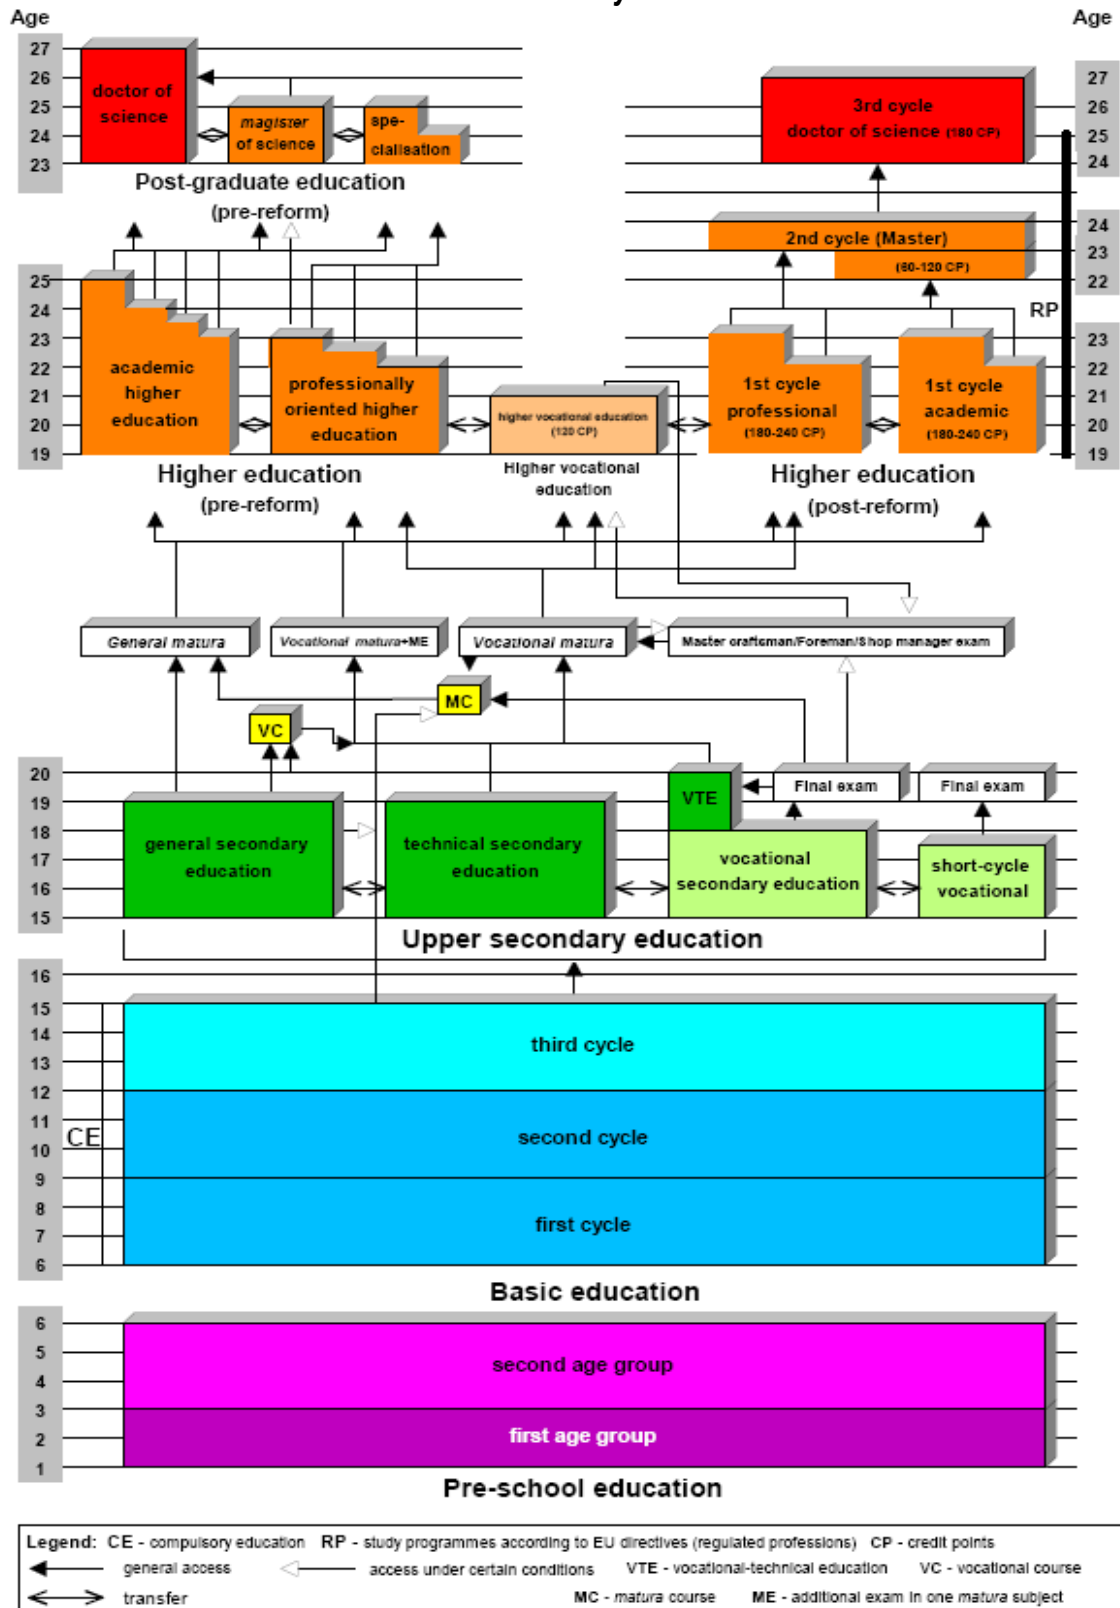 Age
Age
27
26
25
24
23
doctor of
science
magister
of science
spe-
cialisation
Post-graduate education
(pre-reform)
27
26
25
24
3rd cycle
doctor of science (180 CP)
24
23
22
2nd cycle (Master)
(60-120 CP)
RP
25
24
23
22
21
20
19
academic
higher
education
professionally
oriented higher
education
higher vocational education
(120 CP)
1st cycle
professional
(180-240 CP)
1st cycle
academic
(180-240 CP)
23
22
21
20
19
Higher education
(pre-reform)
Higher vocational
education
Higher education
(post-reform)
General matura
Vocational matura+ME
Vocational matura
Master craftsman/Foreman/Shop manager exam
MC
VC
20
19
18
17
16
15
general secondary
education
technical secondary
education
VTE
Final exam
Final exam
vocational
secondary education
short-cycle
vocational
Upper secondary education
16
15
14
13
12
11
10
9
8
7
6
CE
third cycle
second cycle
first cycle
Basic education
6
5
4
3
2
1
second age group
first age group
Pre-school education
Legend: CE - compulsory education RP - study programmes according to EU directives (regulated professions) CP - credit points
general access access under certain conditions VTE - vocational-technical education VC - vocational course
transfer MC - matura course ME - additional exam in one matura subject